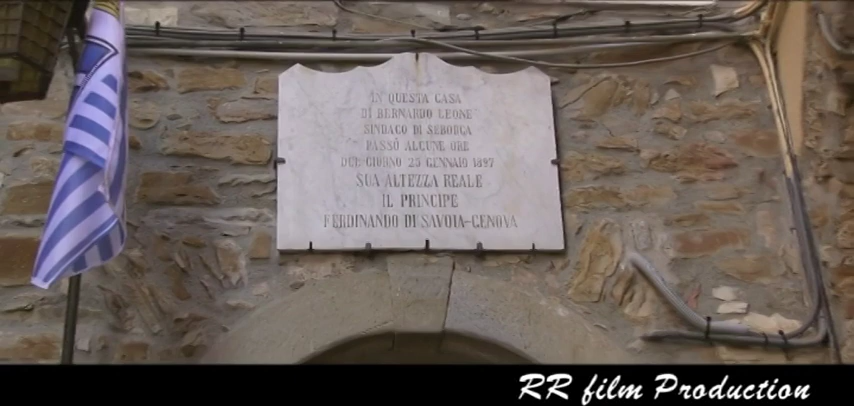 IN QUESTA CASA
DI BERNARDO LEONE
SINDACO DI SEBORGA
PASSÒ ALCUNE ORE
DEL GIORNO 25 GENNAIO 1897
SUA ALTEZZA REALE
IL PRINCIPE
FERDINANDO DI SAVOIA-GENOVA
RR film Production